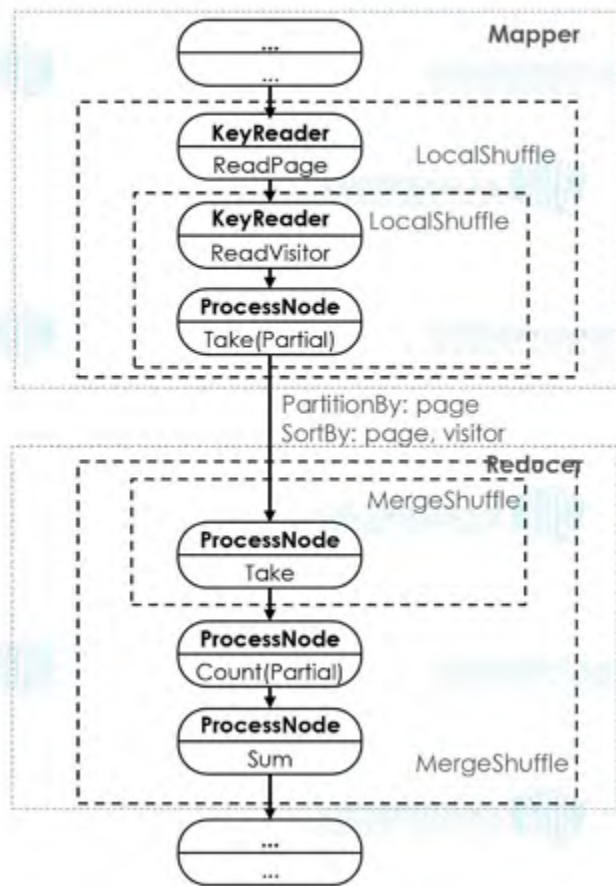 Mapper
...
...
KeyReader
ReadPage
LocalShuffle
KeyReader
LocalShuffle
ReadVisitor
ProcessNode
Take(Partial)
PartitionBy: page
SortBy: page, visitor
Reducer
MergeShuffle
ProcessNode
Take
ProcessNode
Count(Partial)
ProcessNode
Sum
MergeShuffle
...
...